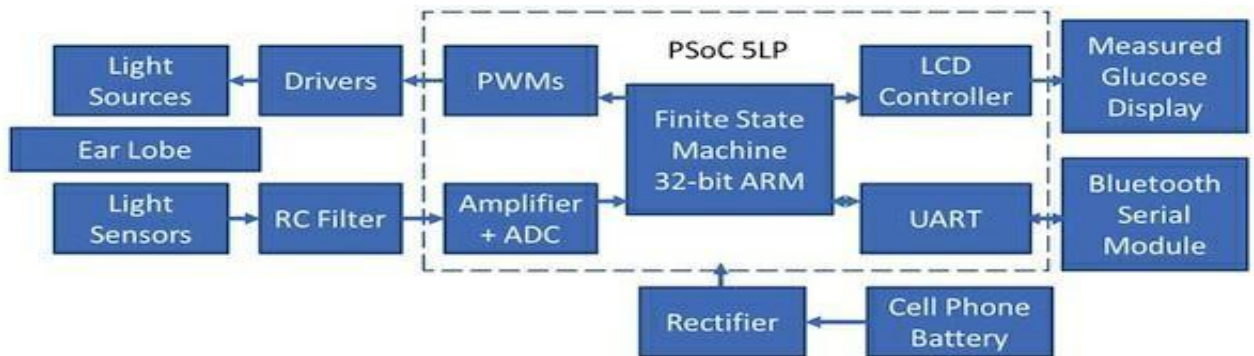 Light
Sources
Drivers
PWMs
PSoC 5LP
LCD
Controller
Measured
Glucose
Display
Finite State
Machine
32-bit ARM
Ear Lobe
Light
Sensors
RC Filter
Amplifier
+ ADC
UART
Bluetooth
Serial
Module
Rectifier
Cell Phone
Battery